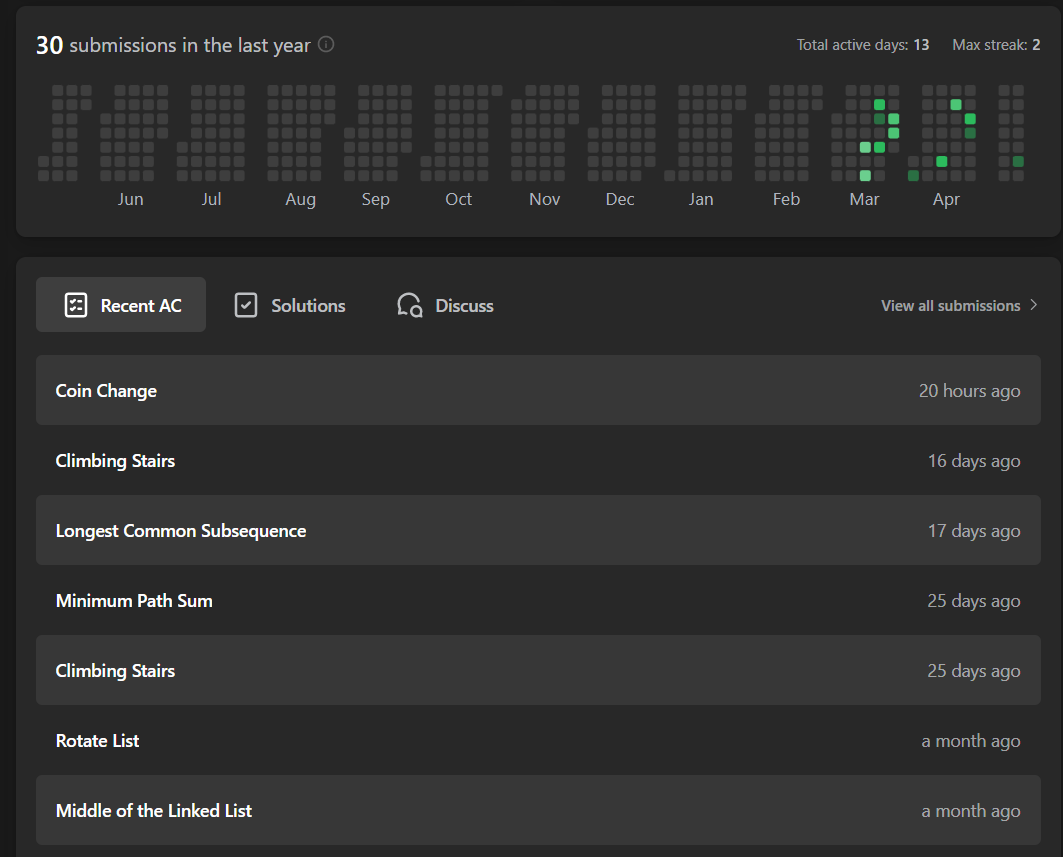 30 submissions in the last year
Total active days: 13 Max streak: 2
Jun Jul Aug Sep Oct Nov Dec Jan Feb Mar Apr
Recent AC Solutions Discuss View all submissions
Coin Change 20 hours ago
Climbing Stairs 16 days ago
Longest Common Subsequence 17 days ago
Minimum Path Sum 25 days ago
Climbing Stairs 25 days ago
Rotate List a month ago
Middle of the Linked List a month ago